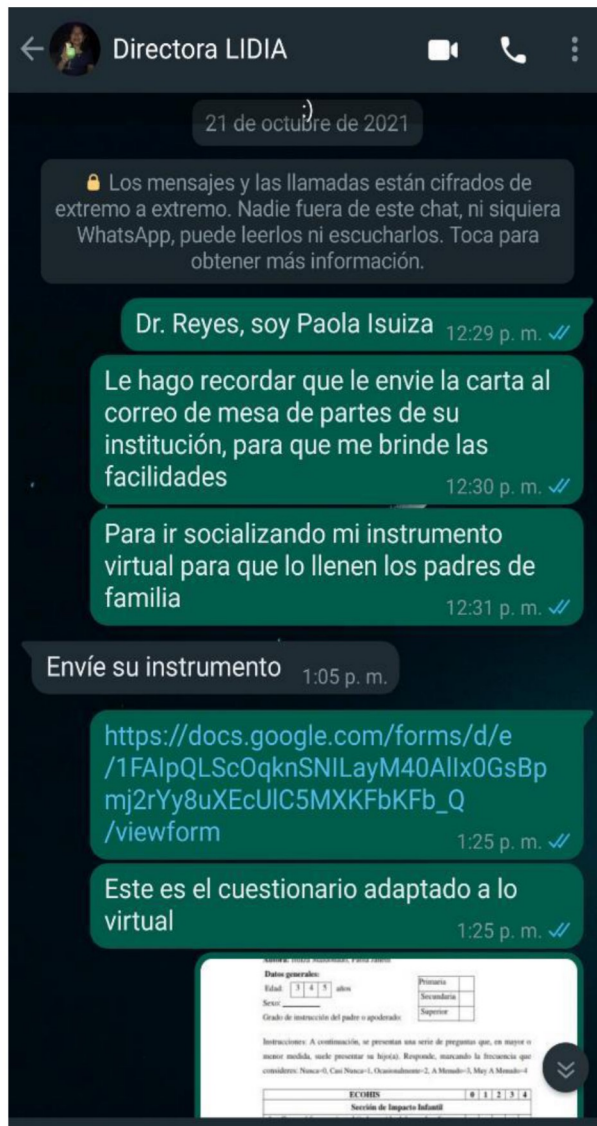 Directora LIDIA
:)
21 de octubre de 2021
Los mensajes y las llamadas están cifrados de
extremo a extremo. Nadie fuera de este chat, ni siquiera
WhatsApp, puede leerlos ni escucharlos. Toca para
obtener más información.
Dr. Reyes, soy Paola Isuiza 12:29 p. m.
Le hago recordar que le envie la carta al
correo de mesa de partes de su
institución, para que me brinde las
facilidades 12:30 p. m.
Para ir socializando mi instrumento
virtual para que lo llenen los padres de
familia 12:31 p. m.
Envíe su instrumento 1:05 p. m.
https://docs.google.com/forms/d/e
/1FAIpQLScOqknSNILayM40AlIx0GsBp
mj2rYy8uXEcUlC5MXKFbKFb_Q
/viewform 1:25 p. m.
Este es el cuestionario adaptado a lo
virtual 1:25 p. m.
Datos generales:
Edad: 3 4 5 años
Sexo:
Grado de instrucción del padre o apoderado:
Primaria
Secundaria
Superior
Instrucciones: A continuación, se presentan una serie de preguntas que, en mayor o
menor medida, suele presentar su hijo(a). Responde, marcando la frecuencia que
consideres: Nunca=0, Casi Nunca=1, Ocasionalmente=2, A Menudo=3, Muy A Menudo=4
ECOHIS 0 1 2 3 4
Sección de Impacto Infantil